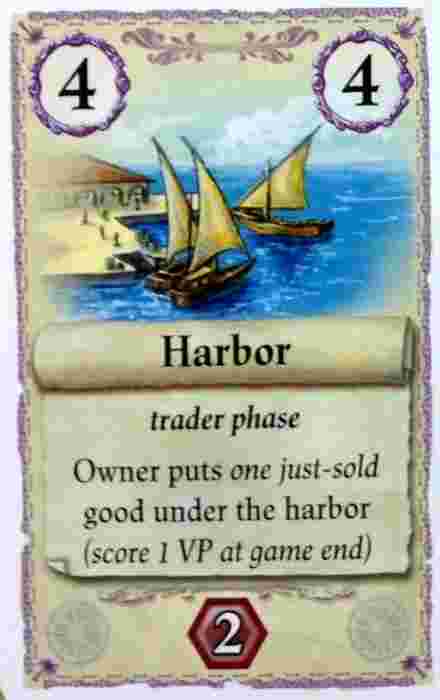 4 4
Harbor
trader phase
Owner puts one just-sold
good under the harbor
(score 1 VP at game end)
2